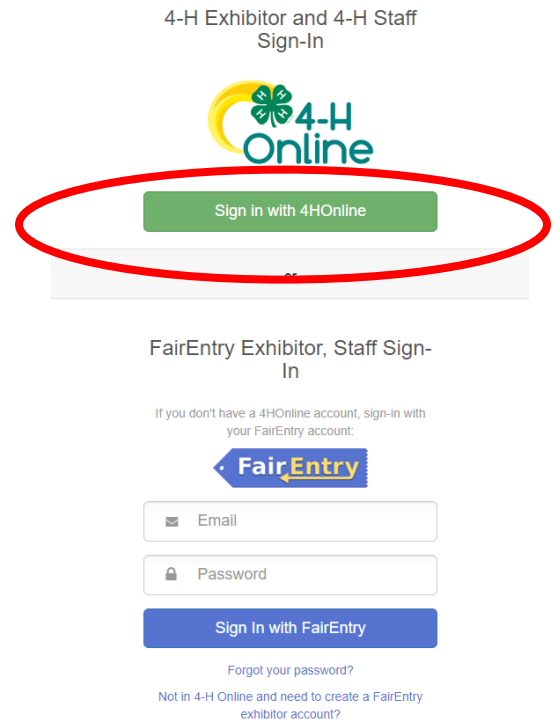 4-H Exhibitor and 4-H Staff
Sign-In
H H
H H
4-H
Online
Sign in with 4HOnline
or
FairEntry Exhibitor, Staff Sign-
In
If you don't have a 4HOnline account, sign-in with
your FairEntry account:
FairEntry
Email
Password
Sign In with FairEntry
Forgot your password?
Not in 4-H Online and need to create a FairEntry
exhibitor account?